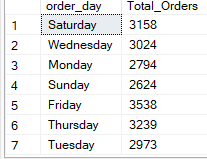 order_day Total_Orders
1 Saturday 3158
2 Wednesday 3024
3 Monday 2794
4 Sunday 2624
5 Friday 3538
6 Thursday 3239
7 Tuesday 2973